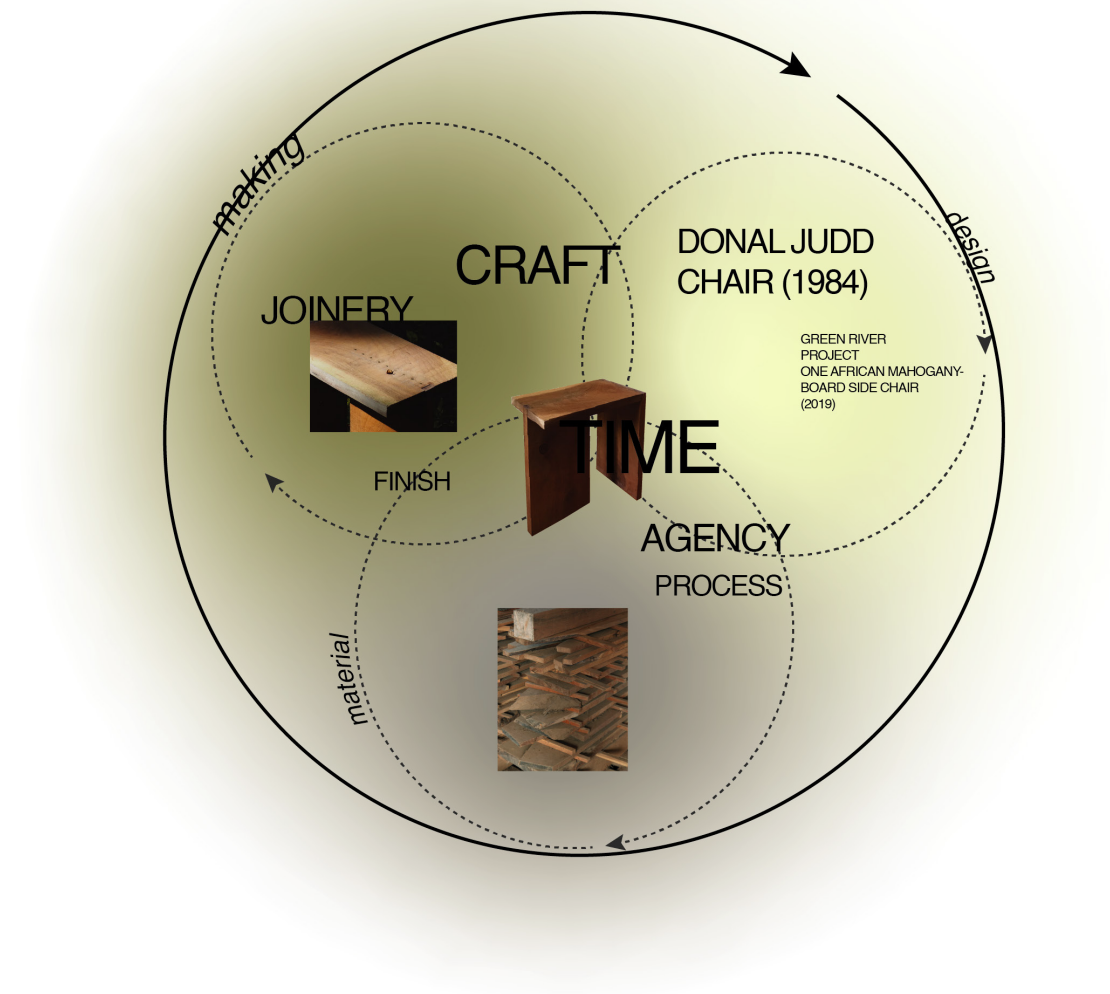 making
design
CRAFT
DONAL JUDD
CHAIR (1984)
JOINERY
GREEN RIVER
PROJECT
ONE AFRICAN MAHOGANY-
BOARD SIDE CHAIR
(2019)
TIME
FINISH
AGENCY
PROCESS
material